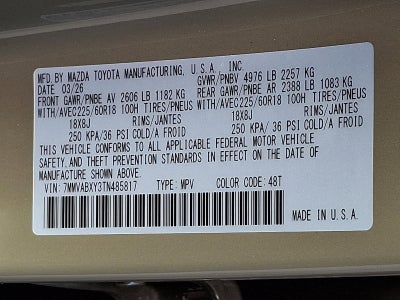 MFD. BY MAZDA TOYOTA MANUFACTURING, U.S.A., INC.
DATE 03/26 GVWR/PNBV 4976 LB 2257 KG
FRONT GAWR/PNBE AV 2606 LB 1182 KG REAR GAWR/PNBE AR 2388 LB 1083 KG
WITH/AVEC225/60R18 100H TIRES/PNEUS WITH/AVEC225/60R18 100H TIRES/PNEUS
18X8J RIMS/JANTES 18X8J RIMS/JANTES
250 KPA/36 PSI COLD/A FROID 250 KPA/36 PSI COLD/A FROID
THIS VEHICLE CONFORMS TO ALL APPLICABLE FEDERAL MOTOR VEHICLE
SAFETY, AND THEFT PREVENTION STANDARDS IN EFFECT ON THE DATE OF
MANUFACTURE SHOWN ABOVE.
VIN: 7MMVABXY3TN485817 TYPE: MPV COLOR CODE: 48T
MADE IN U.S.A.